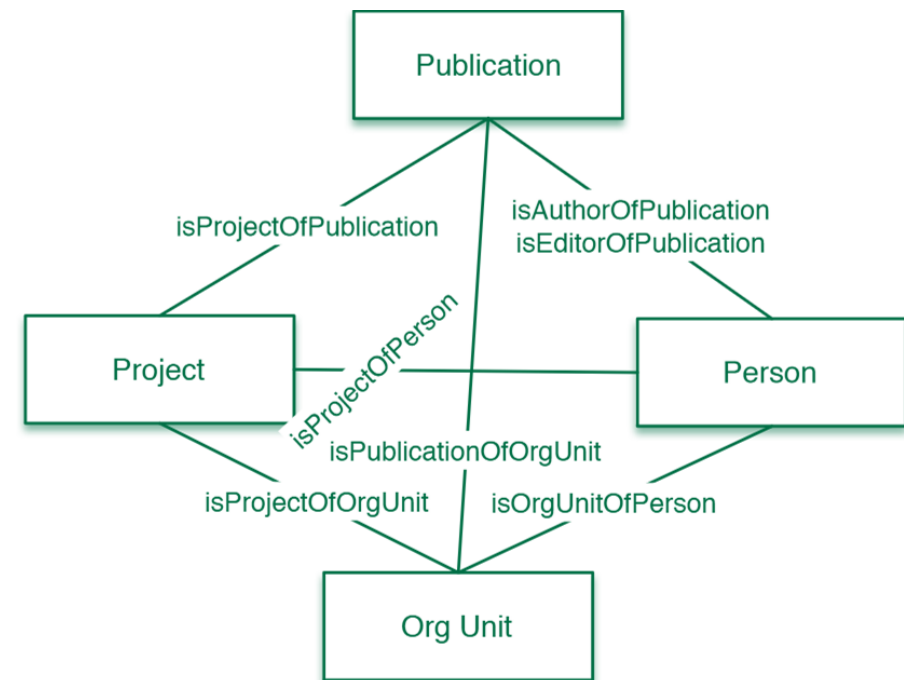 Publication
isProjectOfPublication
isAuthorOfPublication
isEditorOfPublication
isProjectOfPerson
Project
Person
isPublicationOfOrgUnit
isProjectOfOrgUnit
isOrgUnitOfPerson
Org Unit